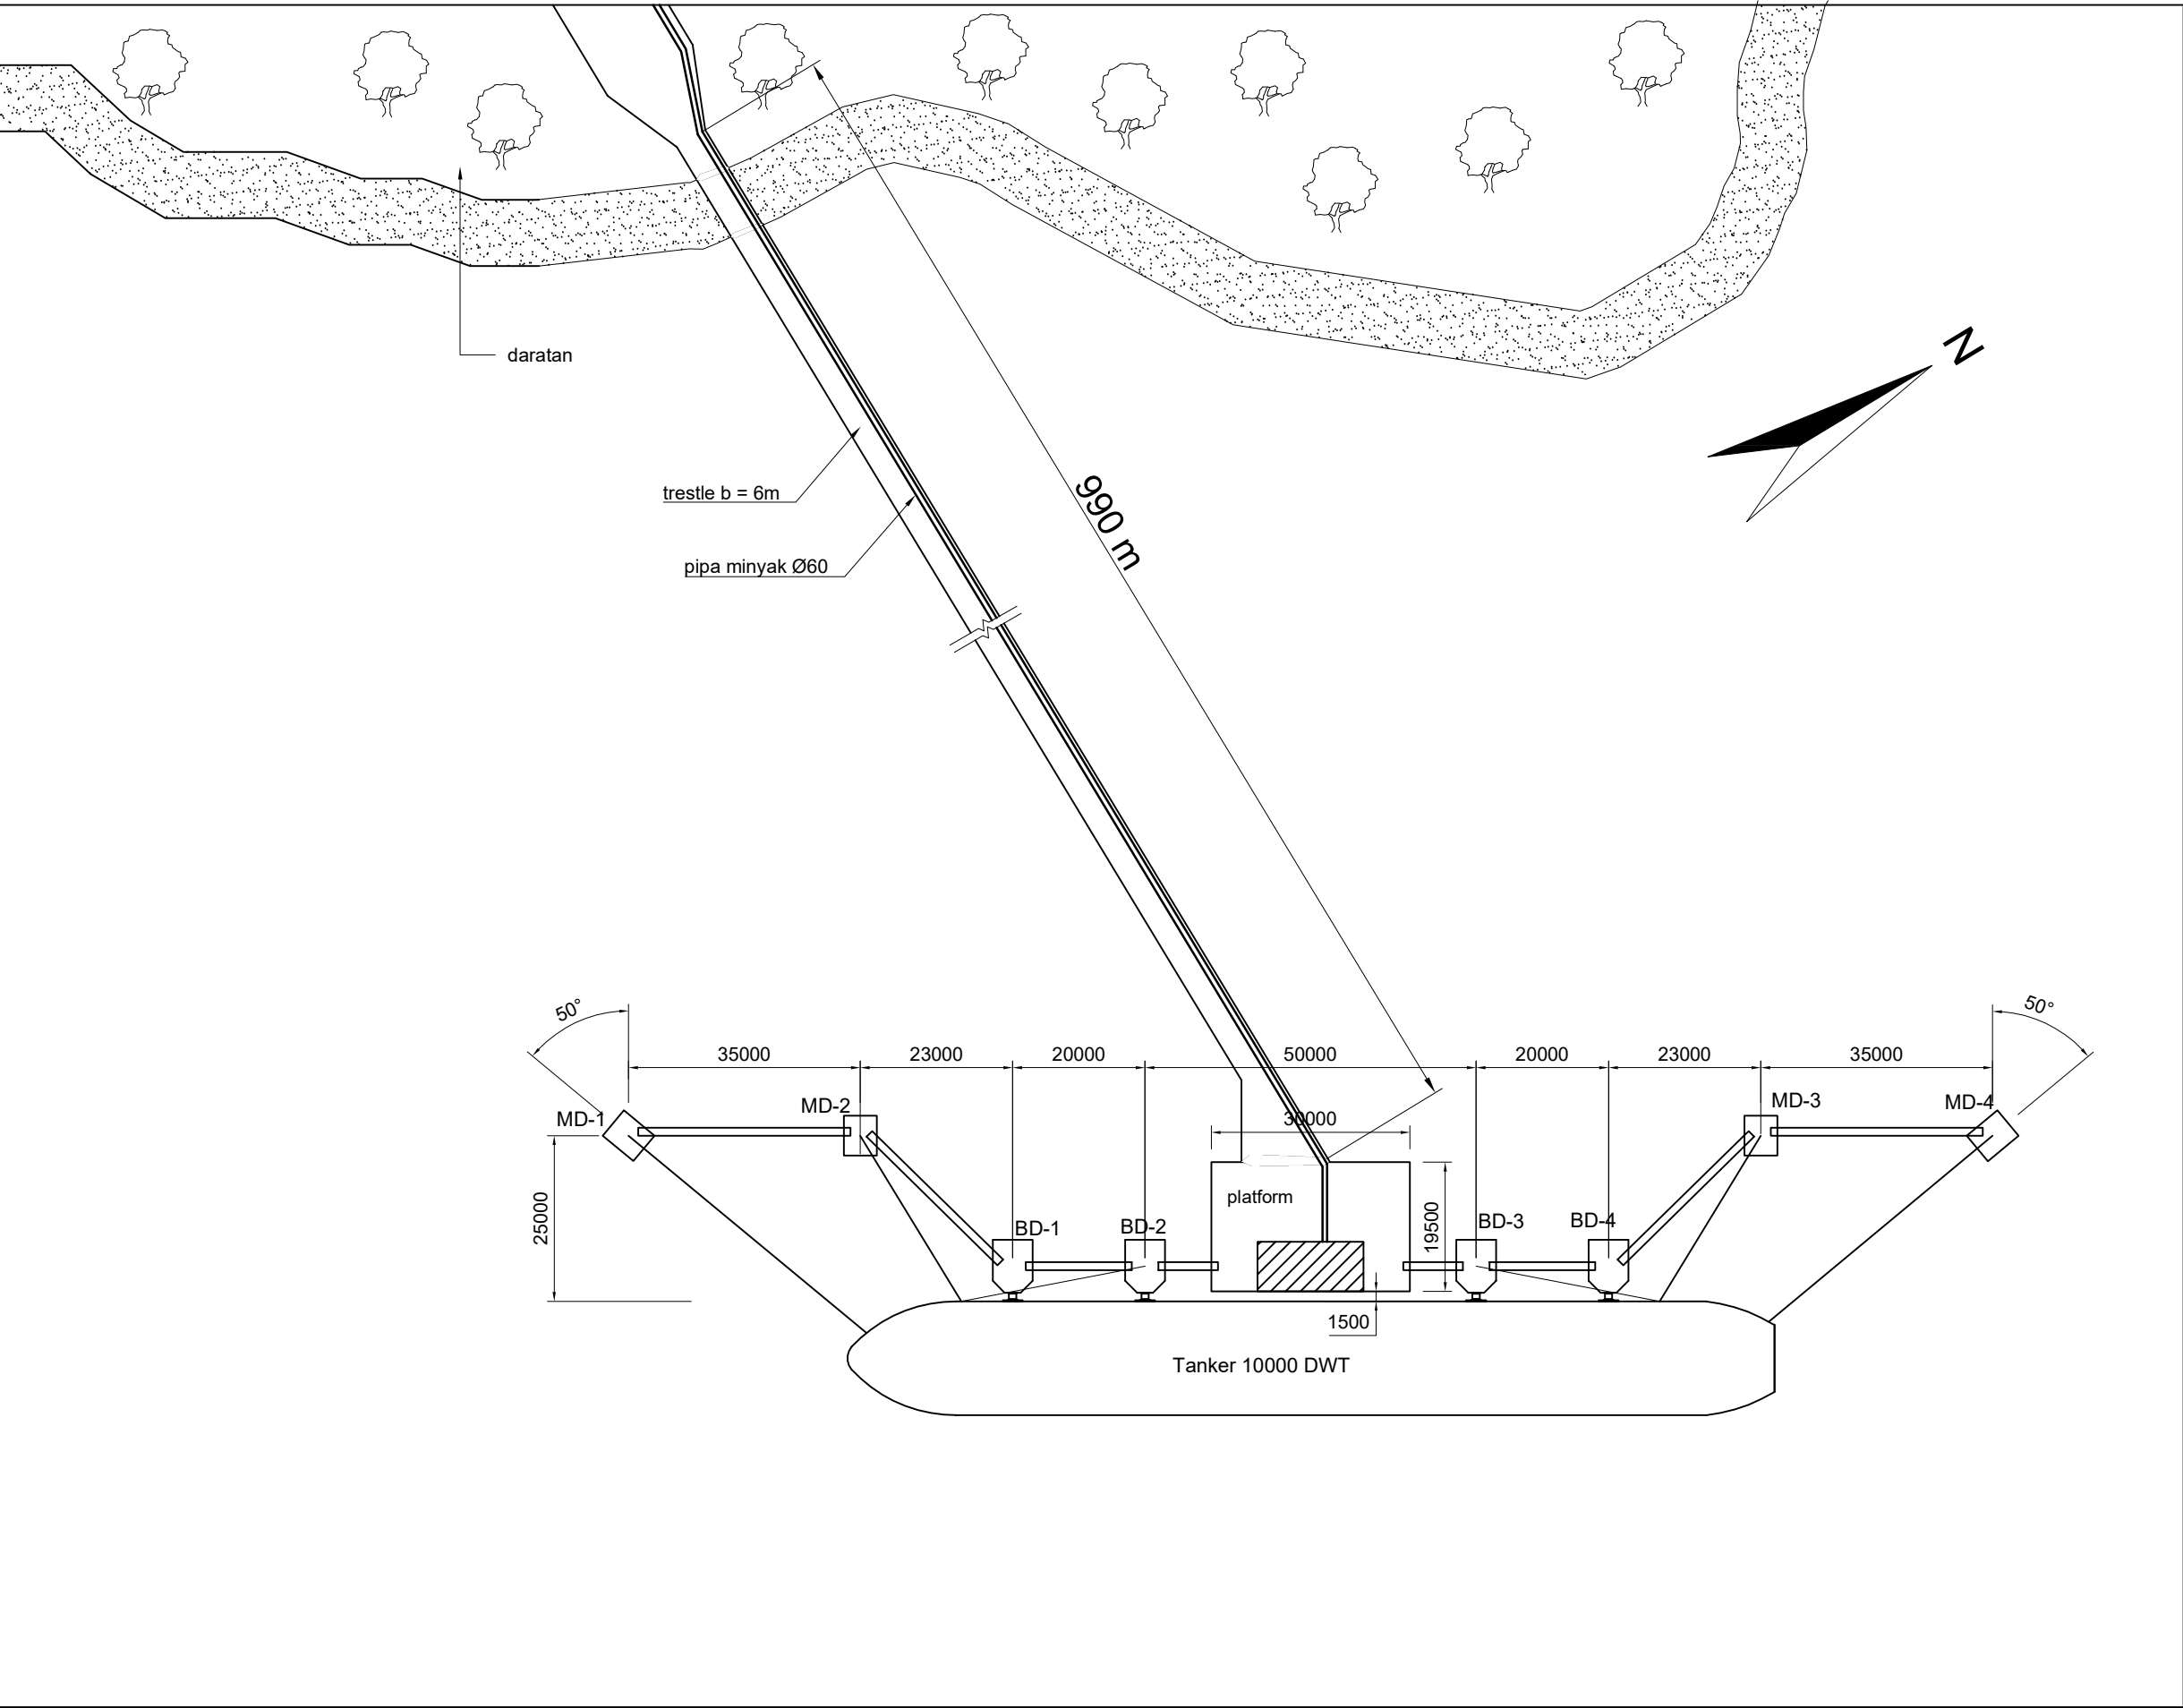 N
daratan
990 m
trestle b = 6m
pipa minyak Ø60
50°
50°
35000
23000
20000
50000
20000
23000
35000
MD-1
MD-2
30000
MD-3
MD-4
25000
platform
19500
BD-1
BD-2
BD-3
BD-4
1500
Tanker 10000 DWT